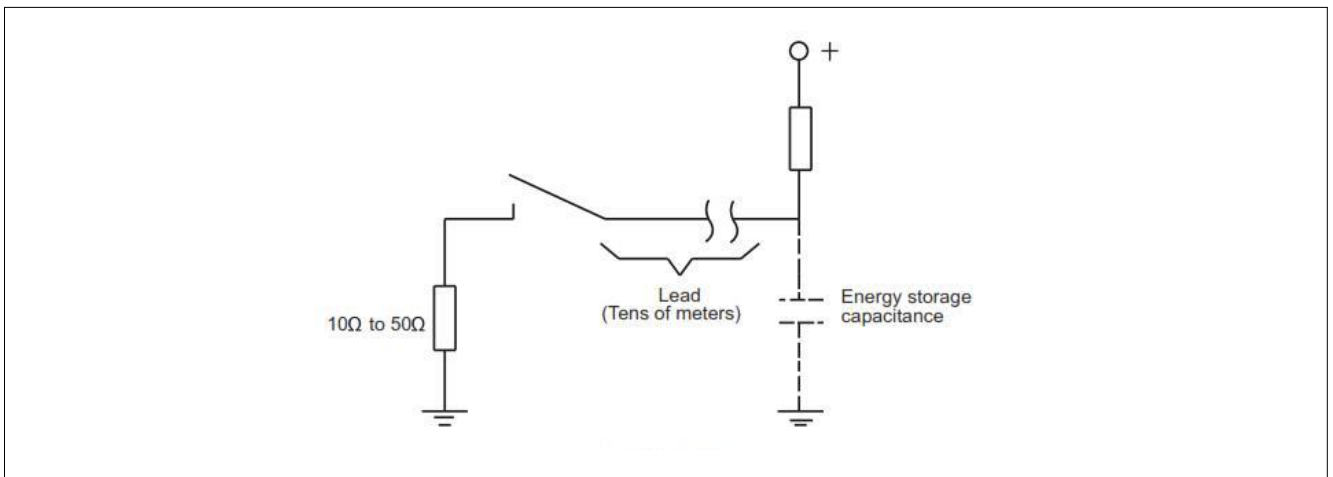 +
10Ω to 50Ω
Lead
(Tens of meters)
Energy storage
capacitance